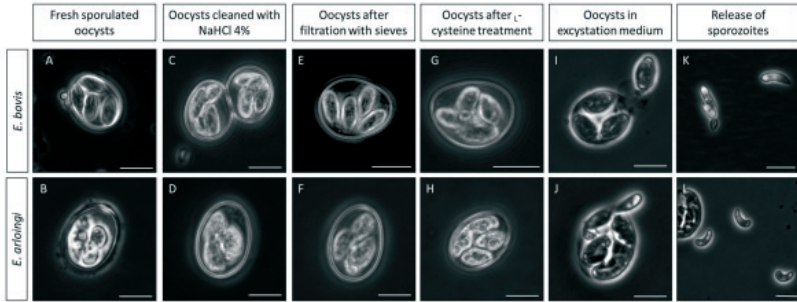 Fresh sporulated
oocysts
Oocysts cleaned with
NaHCl 4%
Oocysts after
filtration with sieves
Oocysts after L-
cysteine treatment
Oocysts in
excystation medium
Release of
sporozoites
E. bovis
A
C
E
G
I
K
E. arloingi
B
D
F
H
J
L